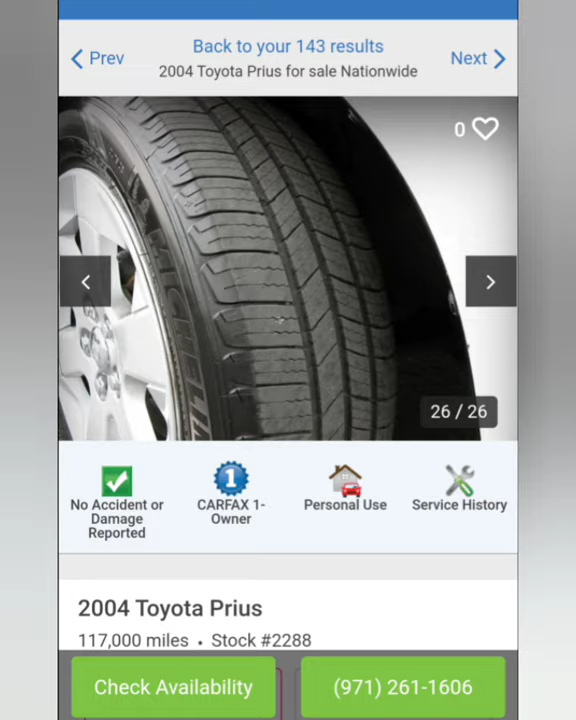 Prev
Back to your 143 results
Next
2004 Toyota Prius for sale Nationwide
0
MICHELIN
26 / 26
No Accident or
Damage
Reported
CARFAX 1-
Owner
Personal Use
Service History
2004 Toyota Prius
117,000 miles • Stock #2288
Check Availability
(971) 261-1606